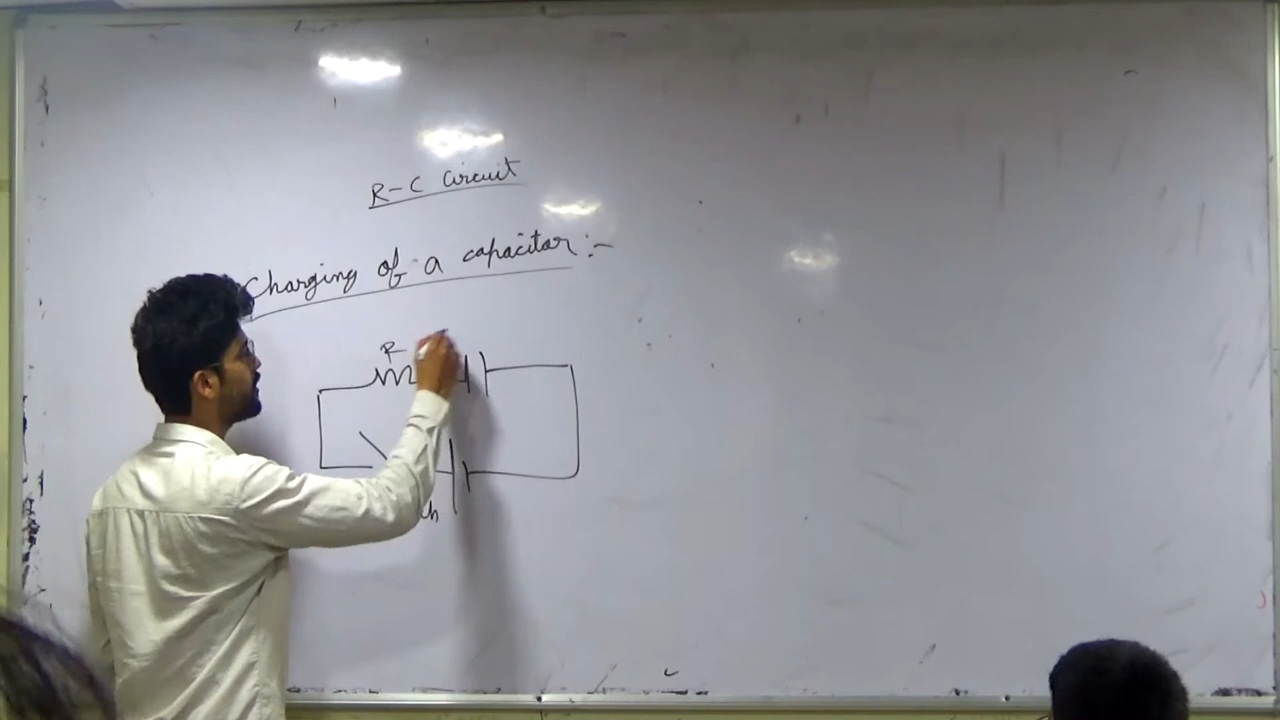 R-C Circuit
Charging of a capacitor :-
R